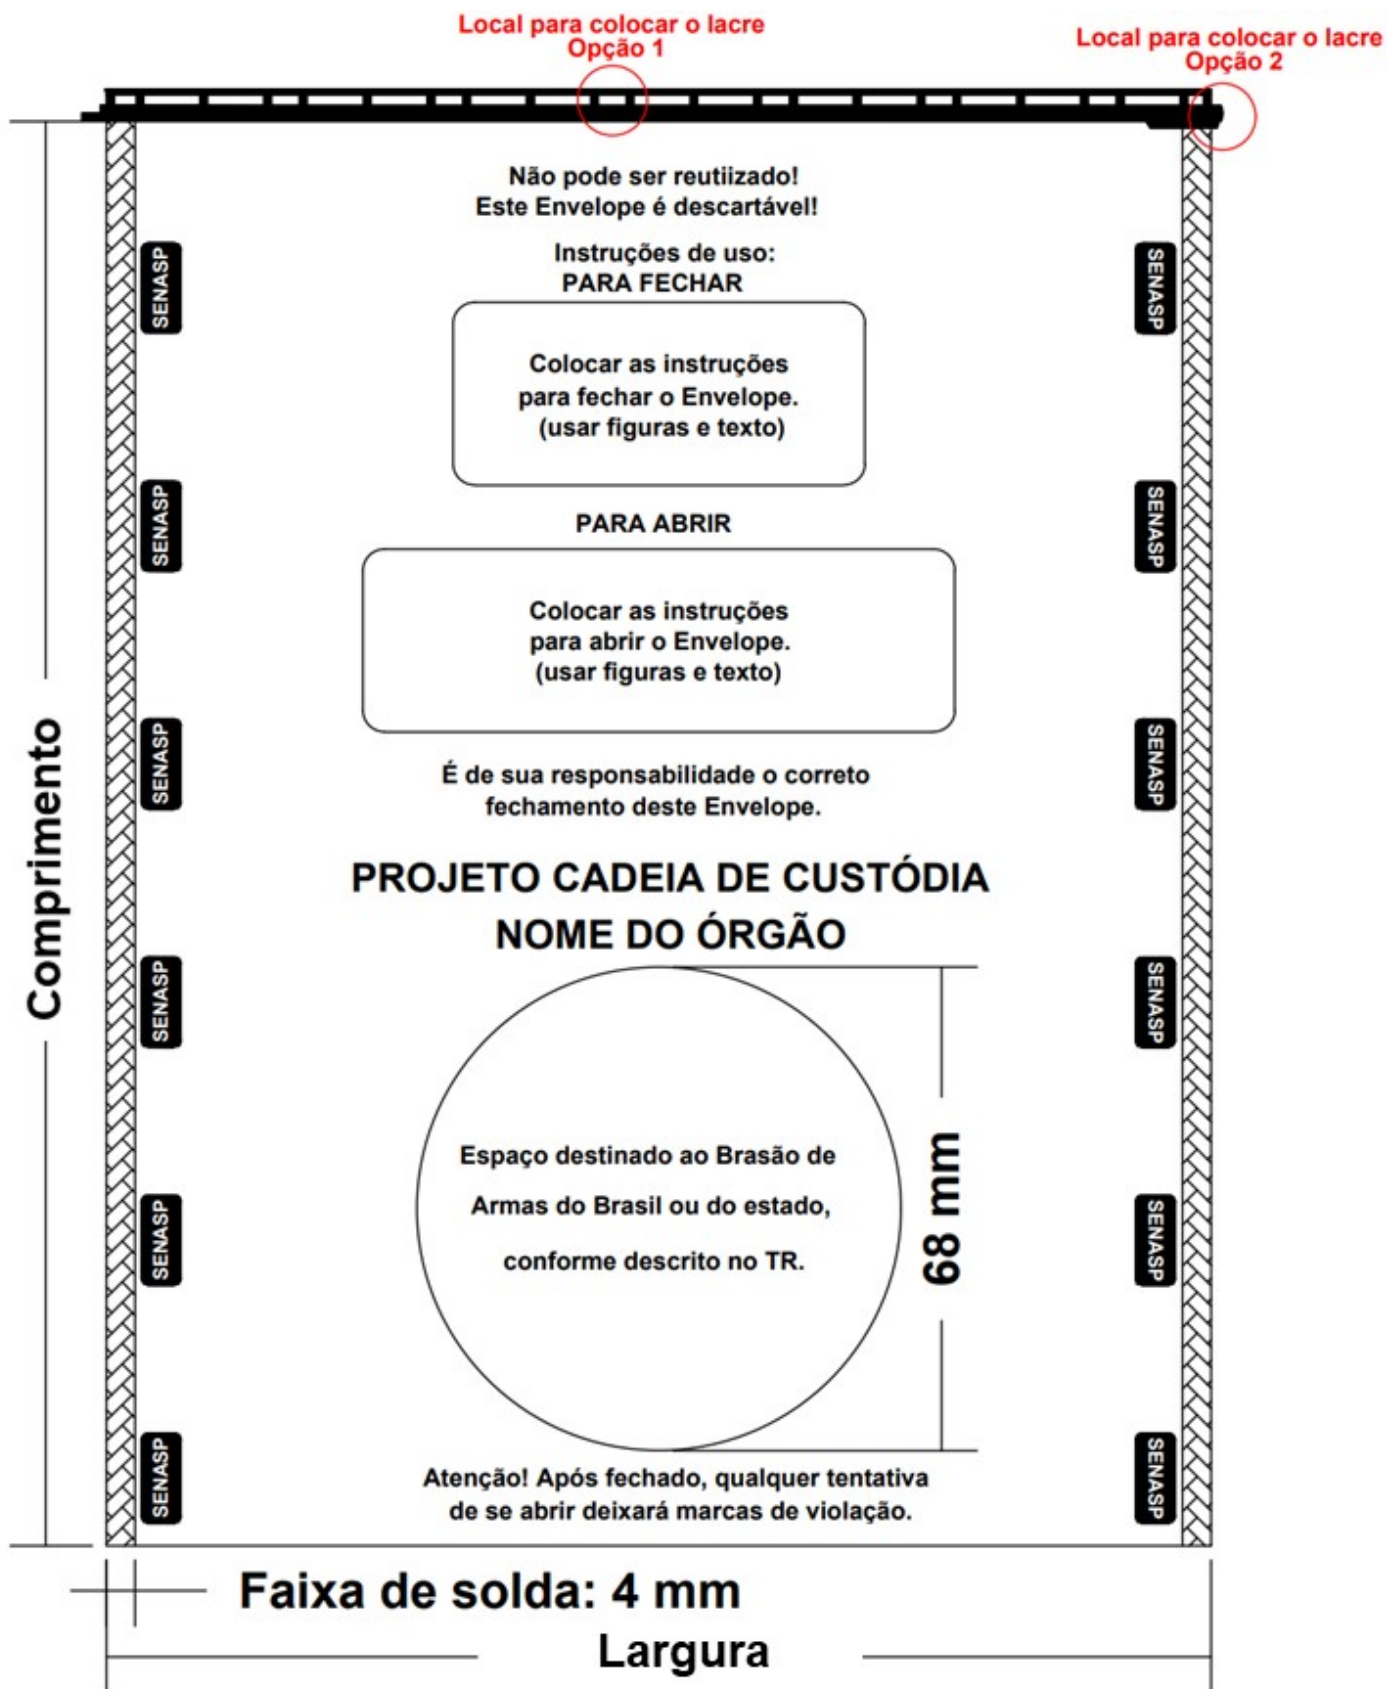 Local para colocar o lacre
Opção 1
Local para colocar o lacre
Opção 2
Não pode ser reutiizado!
Este Envelope é descartável!
Instruções de uso:
PARA FECHAR
Colocar as instruções
para fechar o Envelope.
(usar figuras e texto)
PARA ABRIR
Colocar as instruções
para abrir o Envelope.
(usar figuras e texto)
É de sua responsabilidade o correto
fechamento deste Envelope.
PROJETO CADEIA DE CUSTÓDIA
NOME DO ÓRGÃO
Espaço destinado ao Brasão de
Armas do Brasil ou do estado,
conforme descrito no TR.
68 mm
Atenção! Após fechado, qualquer tentativa
de se abrir deixará marcas de violação.
SENASP
SENASP
SENASP
SENASP
SENASP
SENASP
SENASP
SENASP
SENASP
SENASP
SENASP
SENASP
Comprimento
Faixa de solda: 4 mm
Largura